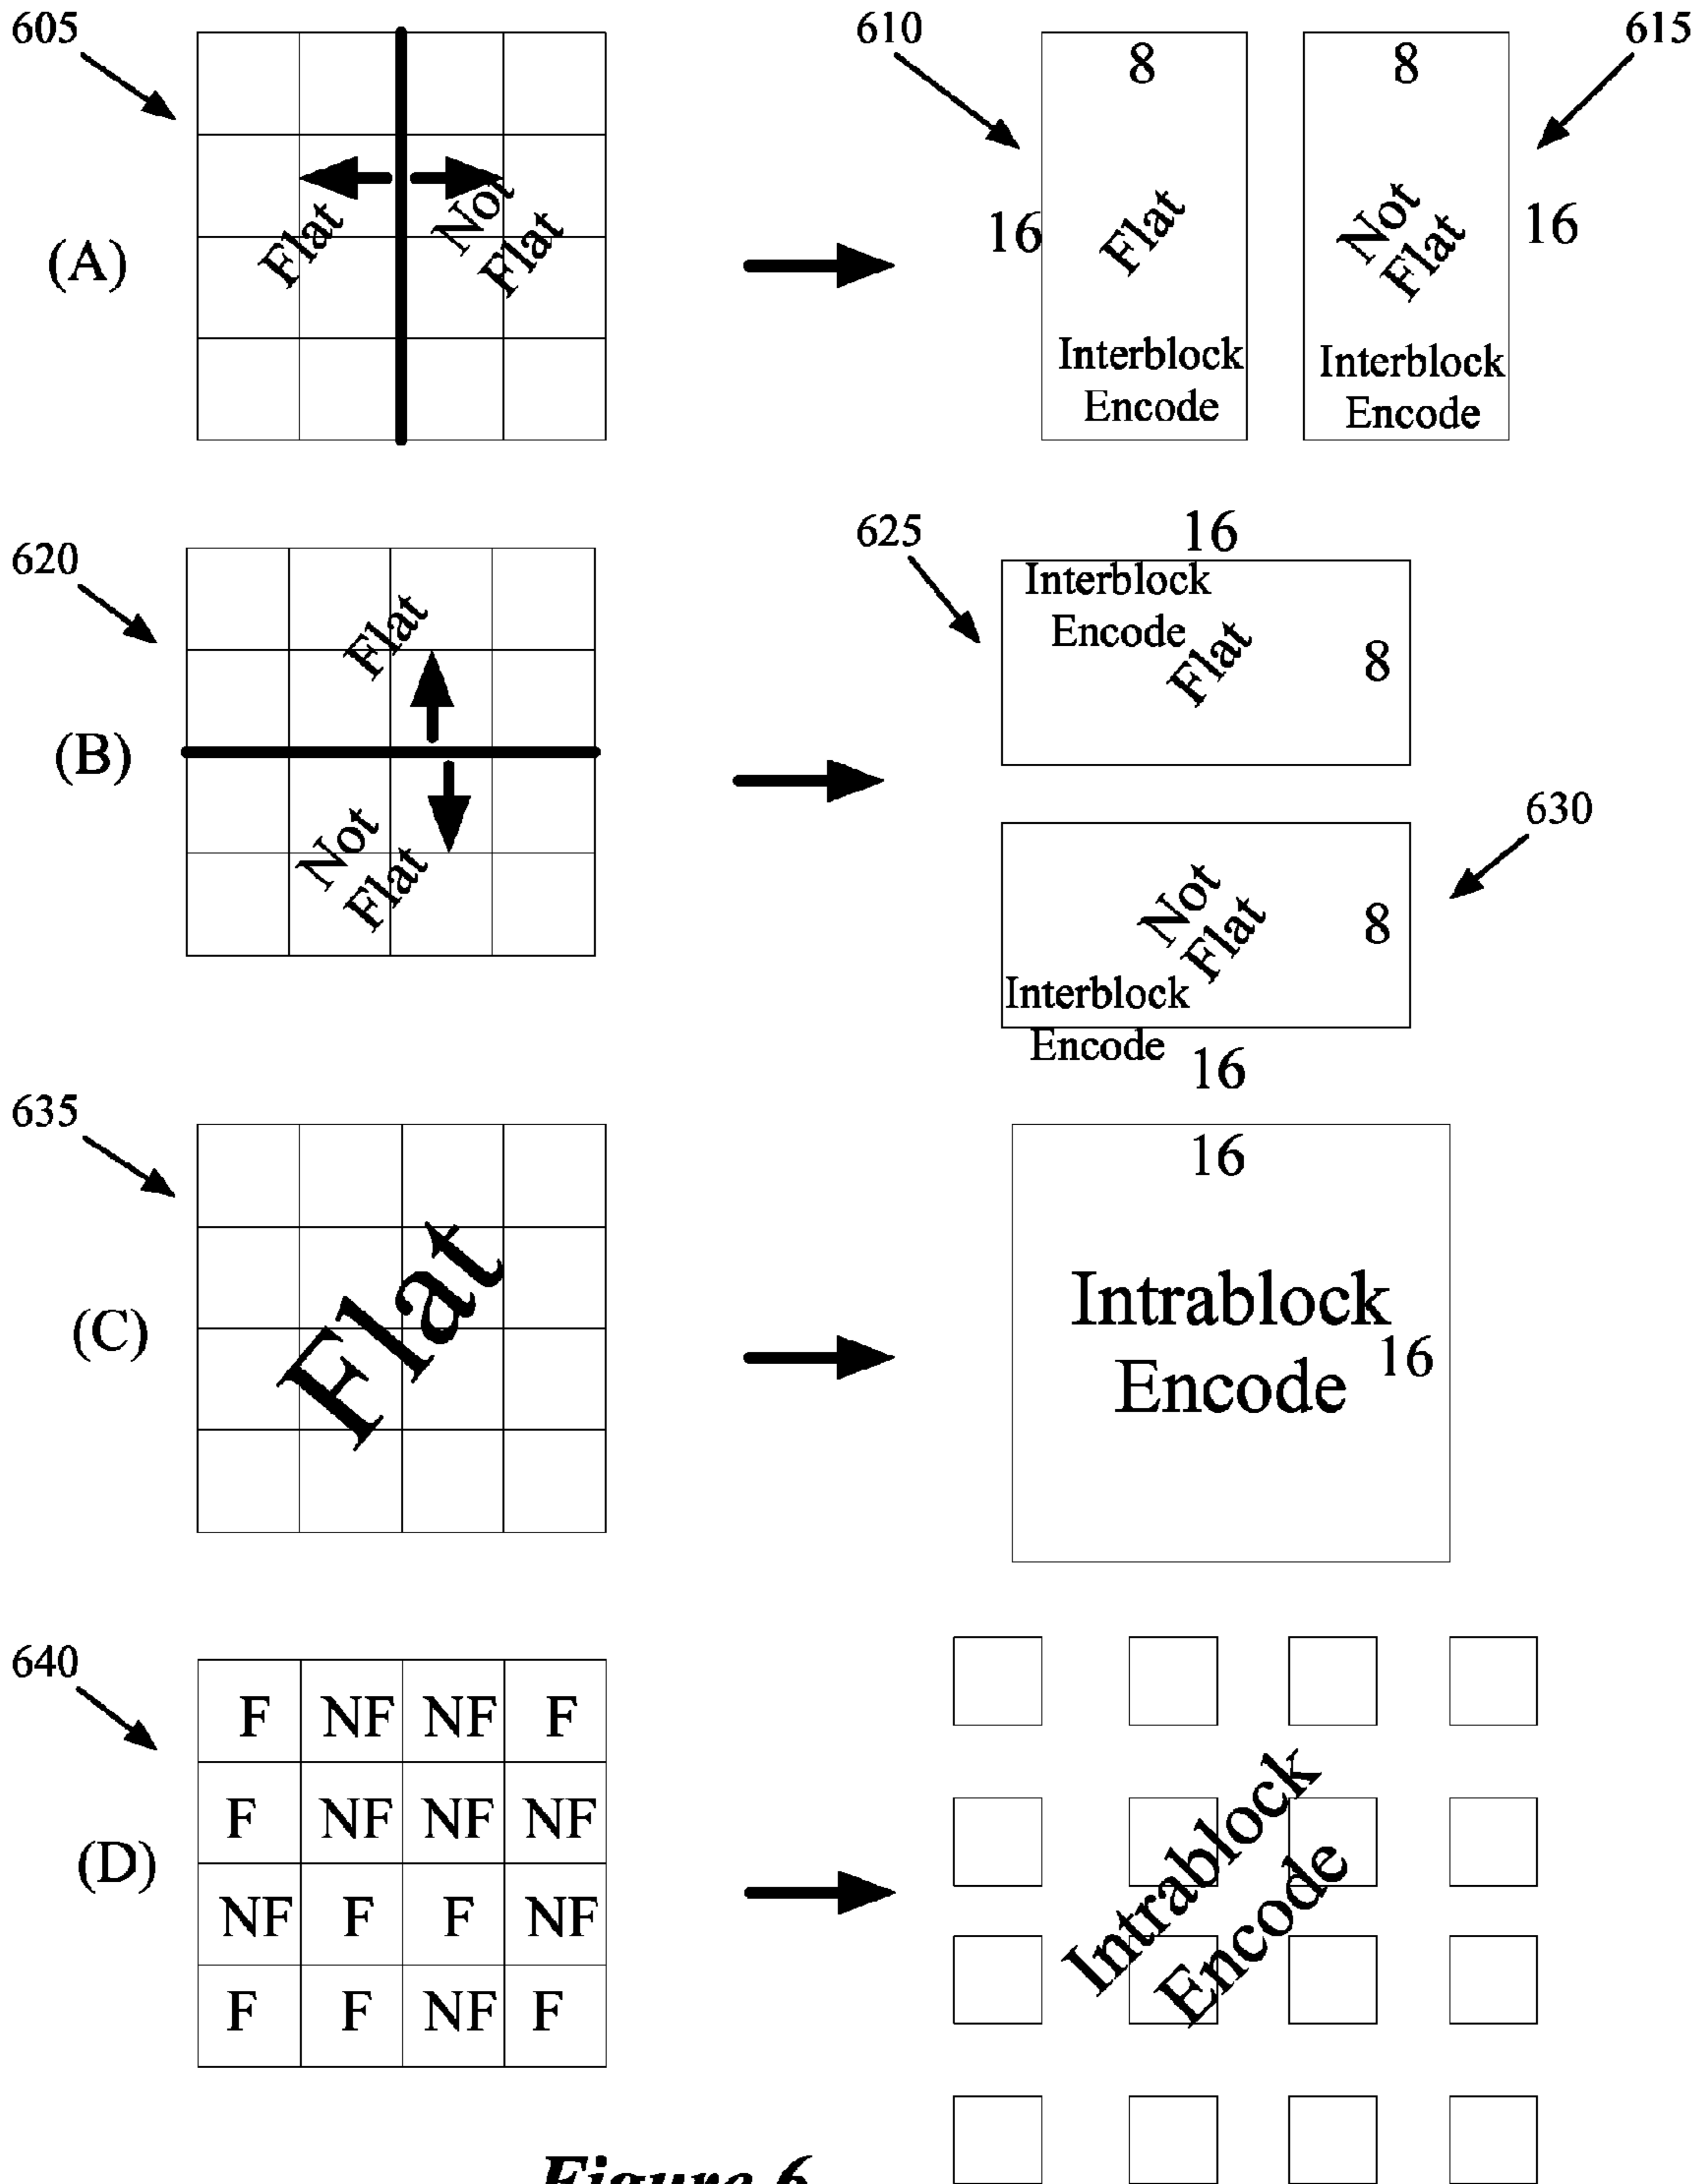 605
610
615
8
8
Flat
Not
Flat
(A)
16
Flat
Not
Flat
16
Interblock
Encode
Interblock
Encode
620
625
16
Flat
Interblock
Encode
Flat
8
(B)
630
Not
Flat
Not
Flat
8
Interblock
Encode
16
635
16
Flat
(C)
Intrablock
Encode
16
640
F NF NF F
F NF NF NF
(D)
NF F F NF
F F NF F
Intrablock
Encode
Figure 6